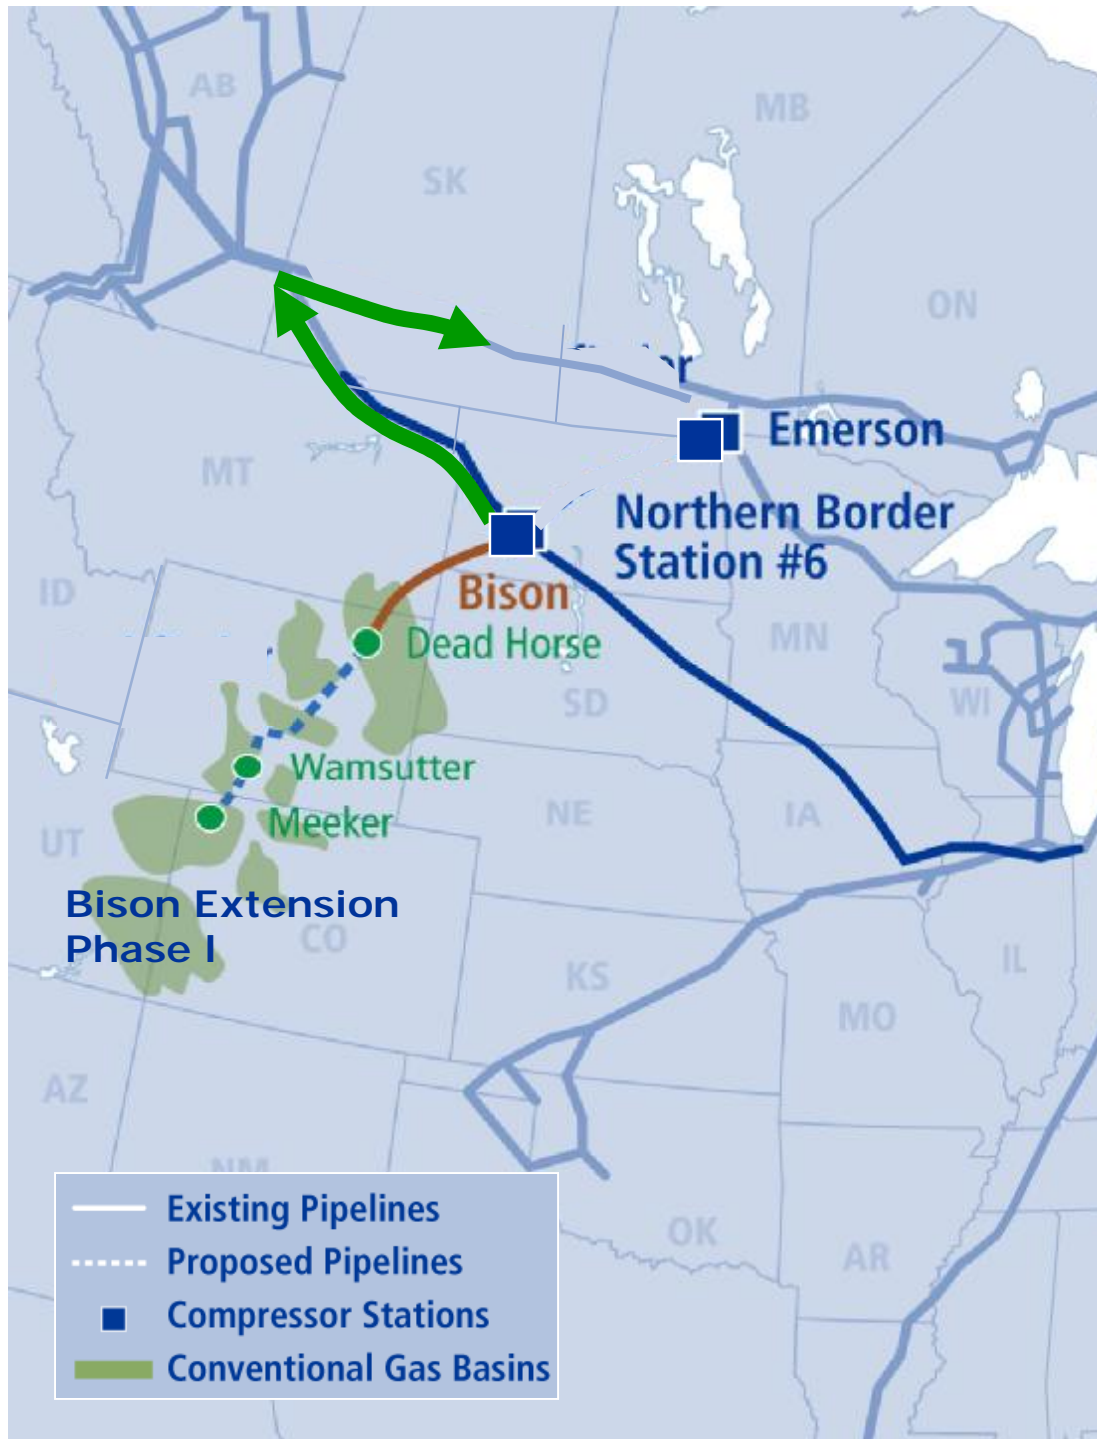 AB
MB
SK
ON
Emerson
MT
Northern Border
Station #6
ID
Bison
Dead Horse
MN
SD
WI
Wamsutter
NE
IA
Meeker
UT
Bison Extension
Phase I
CO
KS
IL
MO
AZ
NM
OK
AR
Existing Pipelines
Proposed Pipelines
Compressor Stations
Conventional Gas Basins